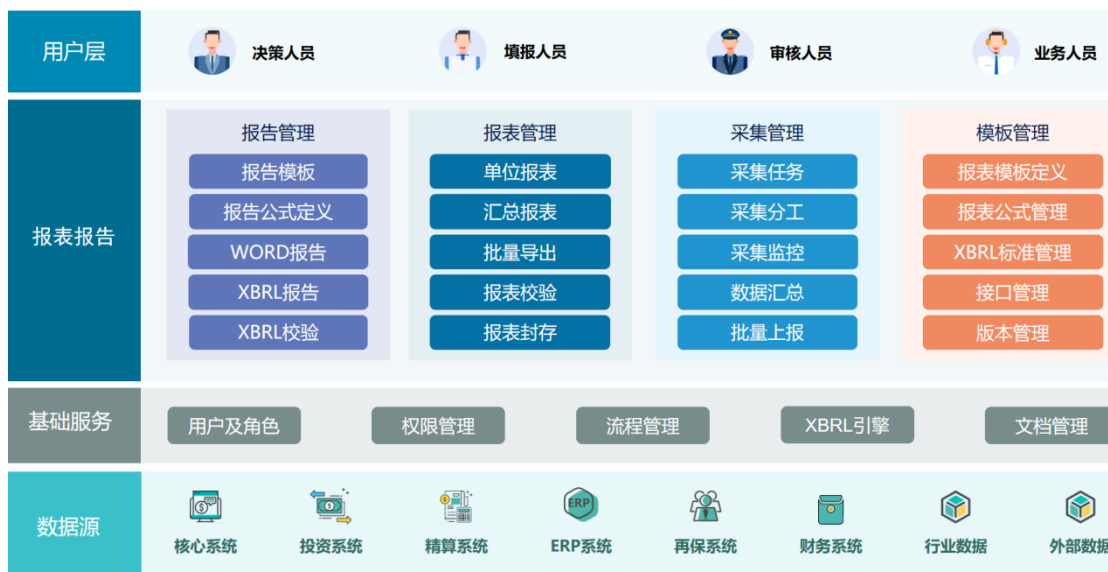 用户层
决策人员
填报人员
审核人员
业务人员
报表报告
报告管理
报告模板
报告公式定义
WORD报告
XBRL报告
XBRL校验
报表管理
单位报表
汇总报表
批量导出
报表校验
报表封存
采集管理
采集任务
采集分工
采集监控
数据汇总
批量上报
模板管理
报表模板定义
报表公式管理
XBRL标准管理
接口管理
版本管理
基础服务
用户及角色
权限管理
流程管理
XBRL引擎
文档管理
数据源
ERP
核心系统
投资系统
精算系统
ERP系统
再保系统
财务系统
行业数据
外部数据